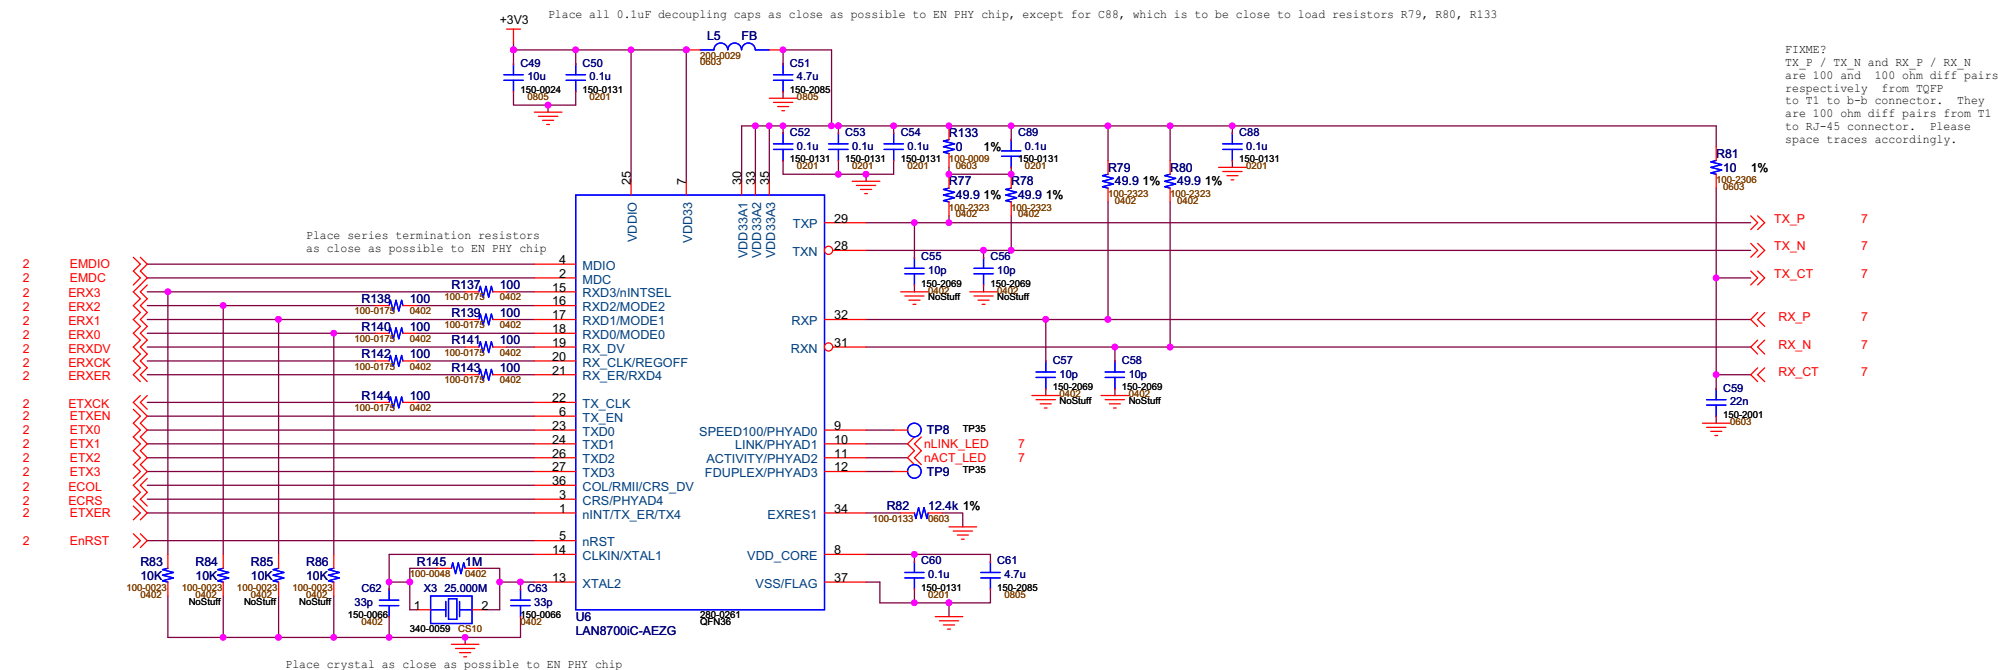 Place all 0.1uF decoupling caps as close as possible to EN PHY chip, except for C88, which is to be close to load resistors R79, R80, R133
+3V3
L5 FB
200-0029
0603
C49
10u
150-0024
0805
C50
0.1u
150-0131
0201
C51
4.7u
150-2085
0805
FIXME?
TX_P / TX_N and RX_P / RX_N
are 100 and  100 ohm diff pairs
respectively  from TQFP
to T1 to b-b connector.  They
are 100 ohm diff pairs from T1
to RJ-45 connector.  Please
space traces accordingly.
C52
0.1u
150-0131
0201
C53
0.1u
150-0131
0201
C54
0.1u
150-0131
0201
R133
0 1%
100-0009
0603
C89
0.1u
150-0131
0201
C88
0.1u
150-0131
0201
R77
49.9 1%
100-2323
0402
R78
49.9 1%
100-2323
0402
R79
49.9 1%
100-2323
0402
R80
49.9 1%
100-2323
0402
R81
10 1%
100-2306
0603
25
7
30
33
35
VDDIO
VDD33
VDD33A1
VDD33A2
VDD33A3
Place series termination resistors
as close as possible to EN PHY chip
2 EMDIO
2 EMDC
2 ERX3
2 ERX2
2 ERX1
2 ERX0
2 ERXDV
2 ERXCK
2 ERXER
2 ETXCK
2 ETXEN
2 ETX0
2 ETX1
2 ETX2
2 ETX3
2 ECOL
2 ECRS
2 ETXER
2 EnRST
R137 100
100-0175 0402
R138 100
100-0175 0402
R139 100
100-0175 0402
R140 100
100-0175 0402
R141 100
100-0175 0402
R142 100
100-0175 0402
R143 100
100-0175 0402
R144 100
100-0175 0402
4 MDIO
2 MDC
15 RXD3/nINTSEL
16 RXD2/MODE2
17 RXD1/MODE1
18 RXD0/MODE0
19 RX_DV
20 RX_CLK/REGOFF
21 RX_ER/RXD4
22 TX_CLK
6 TX_EN
23 TXD0
24 TXD1
26 TXD2
27 TXD3
36 COL/RMII/CRS_DV
3 CRS/PHYAD4
1 nINT/TX_ER/TX4
5 nRST
14 CLKIN/XTAL1
13 XTAL2
TXP 29
TXN 28
RXP 32
RXN 31
SPEED100/PHYAD0 9
LINK/PHYAD1 10
ACTIVITY/PHYAD2 11
FDUPLEX/PHYAD3 12
EXRES1 34
VDD_CORE 8
VSS/FLAG 37
U6
LAN8700iC-AEZG
280-0261
QFN36
TX_P 7
TX_N 7
TX_CT 7
RX_P 7
RX_N 7
RX_CT 7
C55
10p
150-2069
0402
NoStuff
C56
10p
150-2069
0402
NoStuff
C57
10p
150-2069
0402
NoStuff
C58
10p
150-2069
0402
NoStuff
C59
22n
150-2001
0603
TP8 TP35
nLINK_LED 7
nACT_LED 7
TP9 TP35
R82 12.4k 1%
100-0133 0603
C60
0.1u
150-0131
0201
C61
4.7u
150-2085
0805
R83
10K
100-0023
0402
R84
10K
100-0023
0402
NoStuff
R85
10K
100-0023
0402
NoStuff
R86
10K
100-0023
0402
NoStuff
C62
33p
150-0066
0402
R145 1M
100-0048 0402
X3 25.000M
1 2
340-0059 CS10
C63
33p
150-0066
0402
Place crystal as close as possible to EN PHY chip